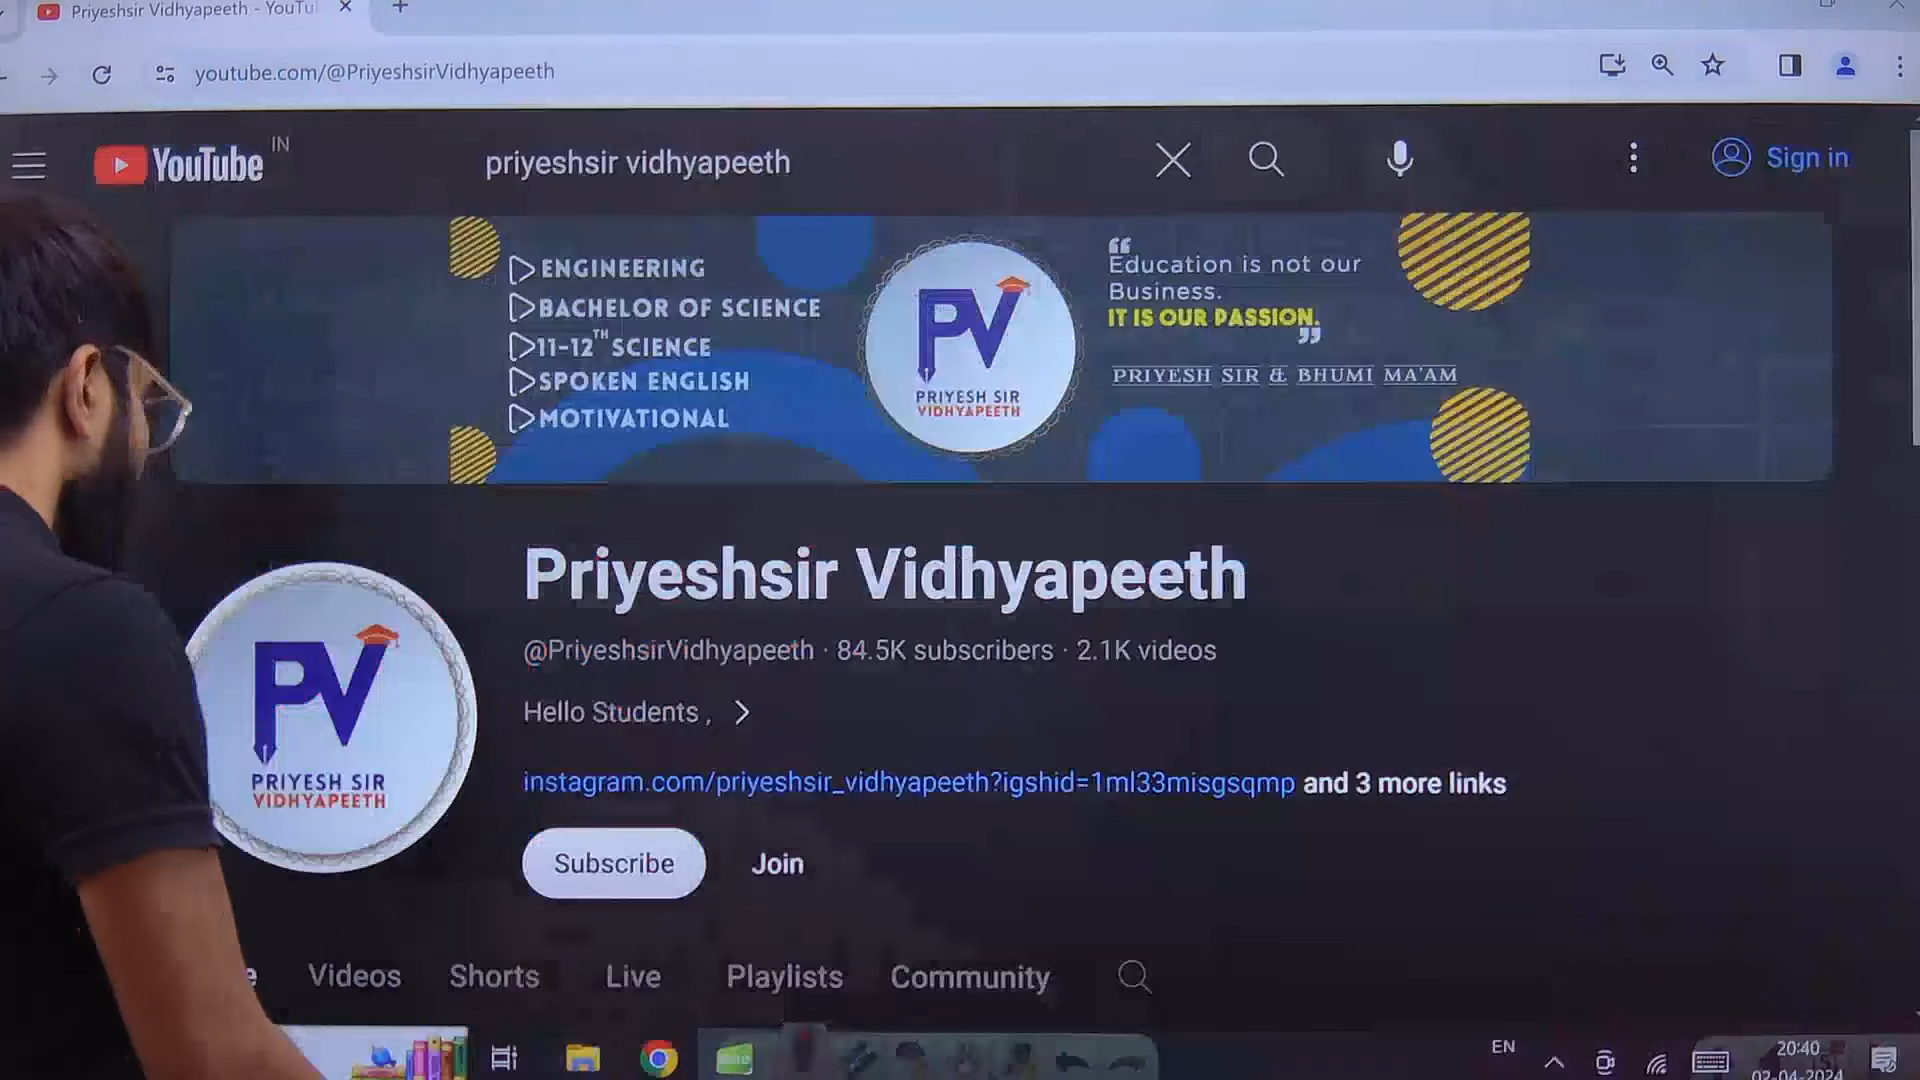 Priyeshsir Vidhyapeeth - YouTu
youtube.com/@PriyeshsirVidhyapeeth
YouTube IN
priyeshsir vidhyapeeth
Sign in
ENGINEERING
BACHELOR OF SCIENCE
11-12TH SCIENCE
SPOKEN ENGLISH
MOTIVATIONAL
PV
PRIYESH SIR
VIDHYAPEETH
“Education is not our
Business.
IT IS OUR PASSION.”
PRIYESH SIR & BHUMI MA'AM
PV
PRIYESH SIR
VIDHYAPEETH
Priyeshsir Vidhyapeeth
@PriyeshsirVidhyapeeth · 84.5K subscribers · 2.1K videos
Hello Students ,
instagram.com/priyeshsir_vidhyapeeth?igshid=1ml33misgsqmp and 3 more links
Subscribe Join
Videos Shorts Live Playlists Community
EN
20:40
02-04-2024